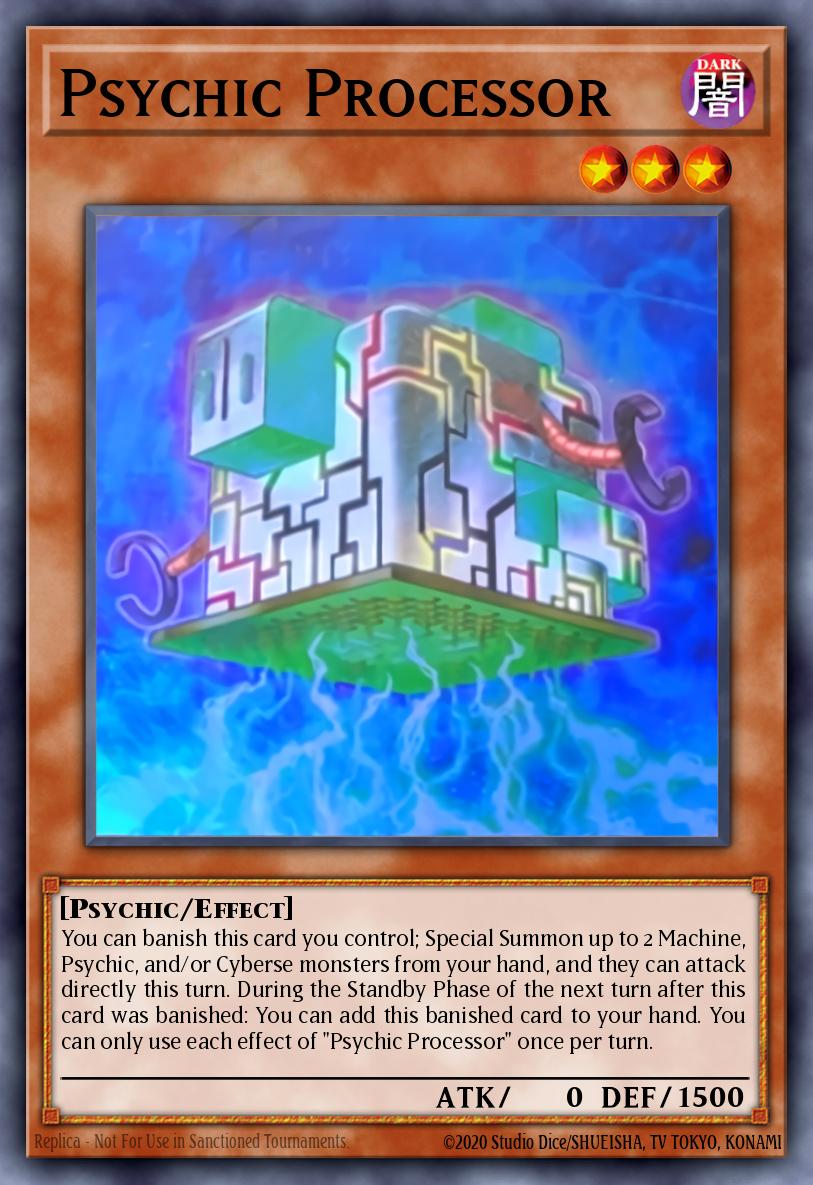 Psychic Processor
DARK
闇
[Psychic/Effect]
You can banish this card you control; Special Summon up to 2 Machine,
Psychic, and/or Cyberse monsters from your hand, and they can attack
directly this turn. During the Standby Phase of the next turn after this
card was banished: You can add this banished card to your hand. You
can only use each effect of "Psychic Processor" once per turn.
ATK/ 0 DEF/1500
Replica - Not For Use in Sanctioned Tournaments. ©2020 Studio Dice/SHUEISHA, TV TOKYO, KONAMI